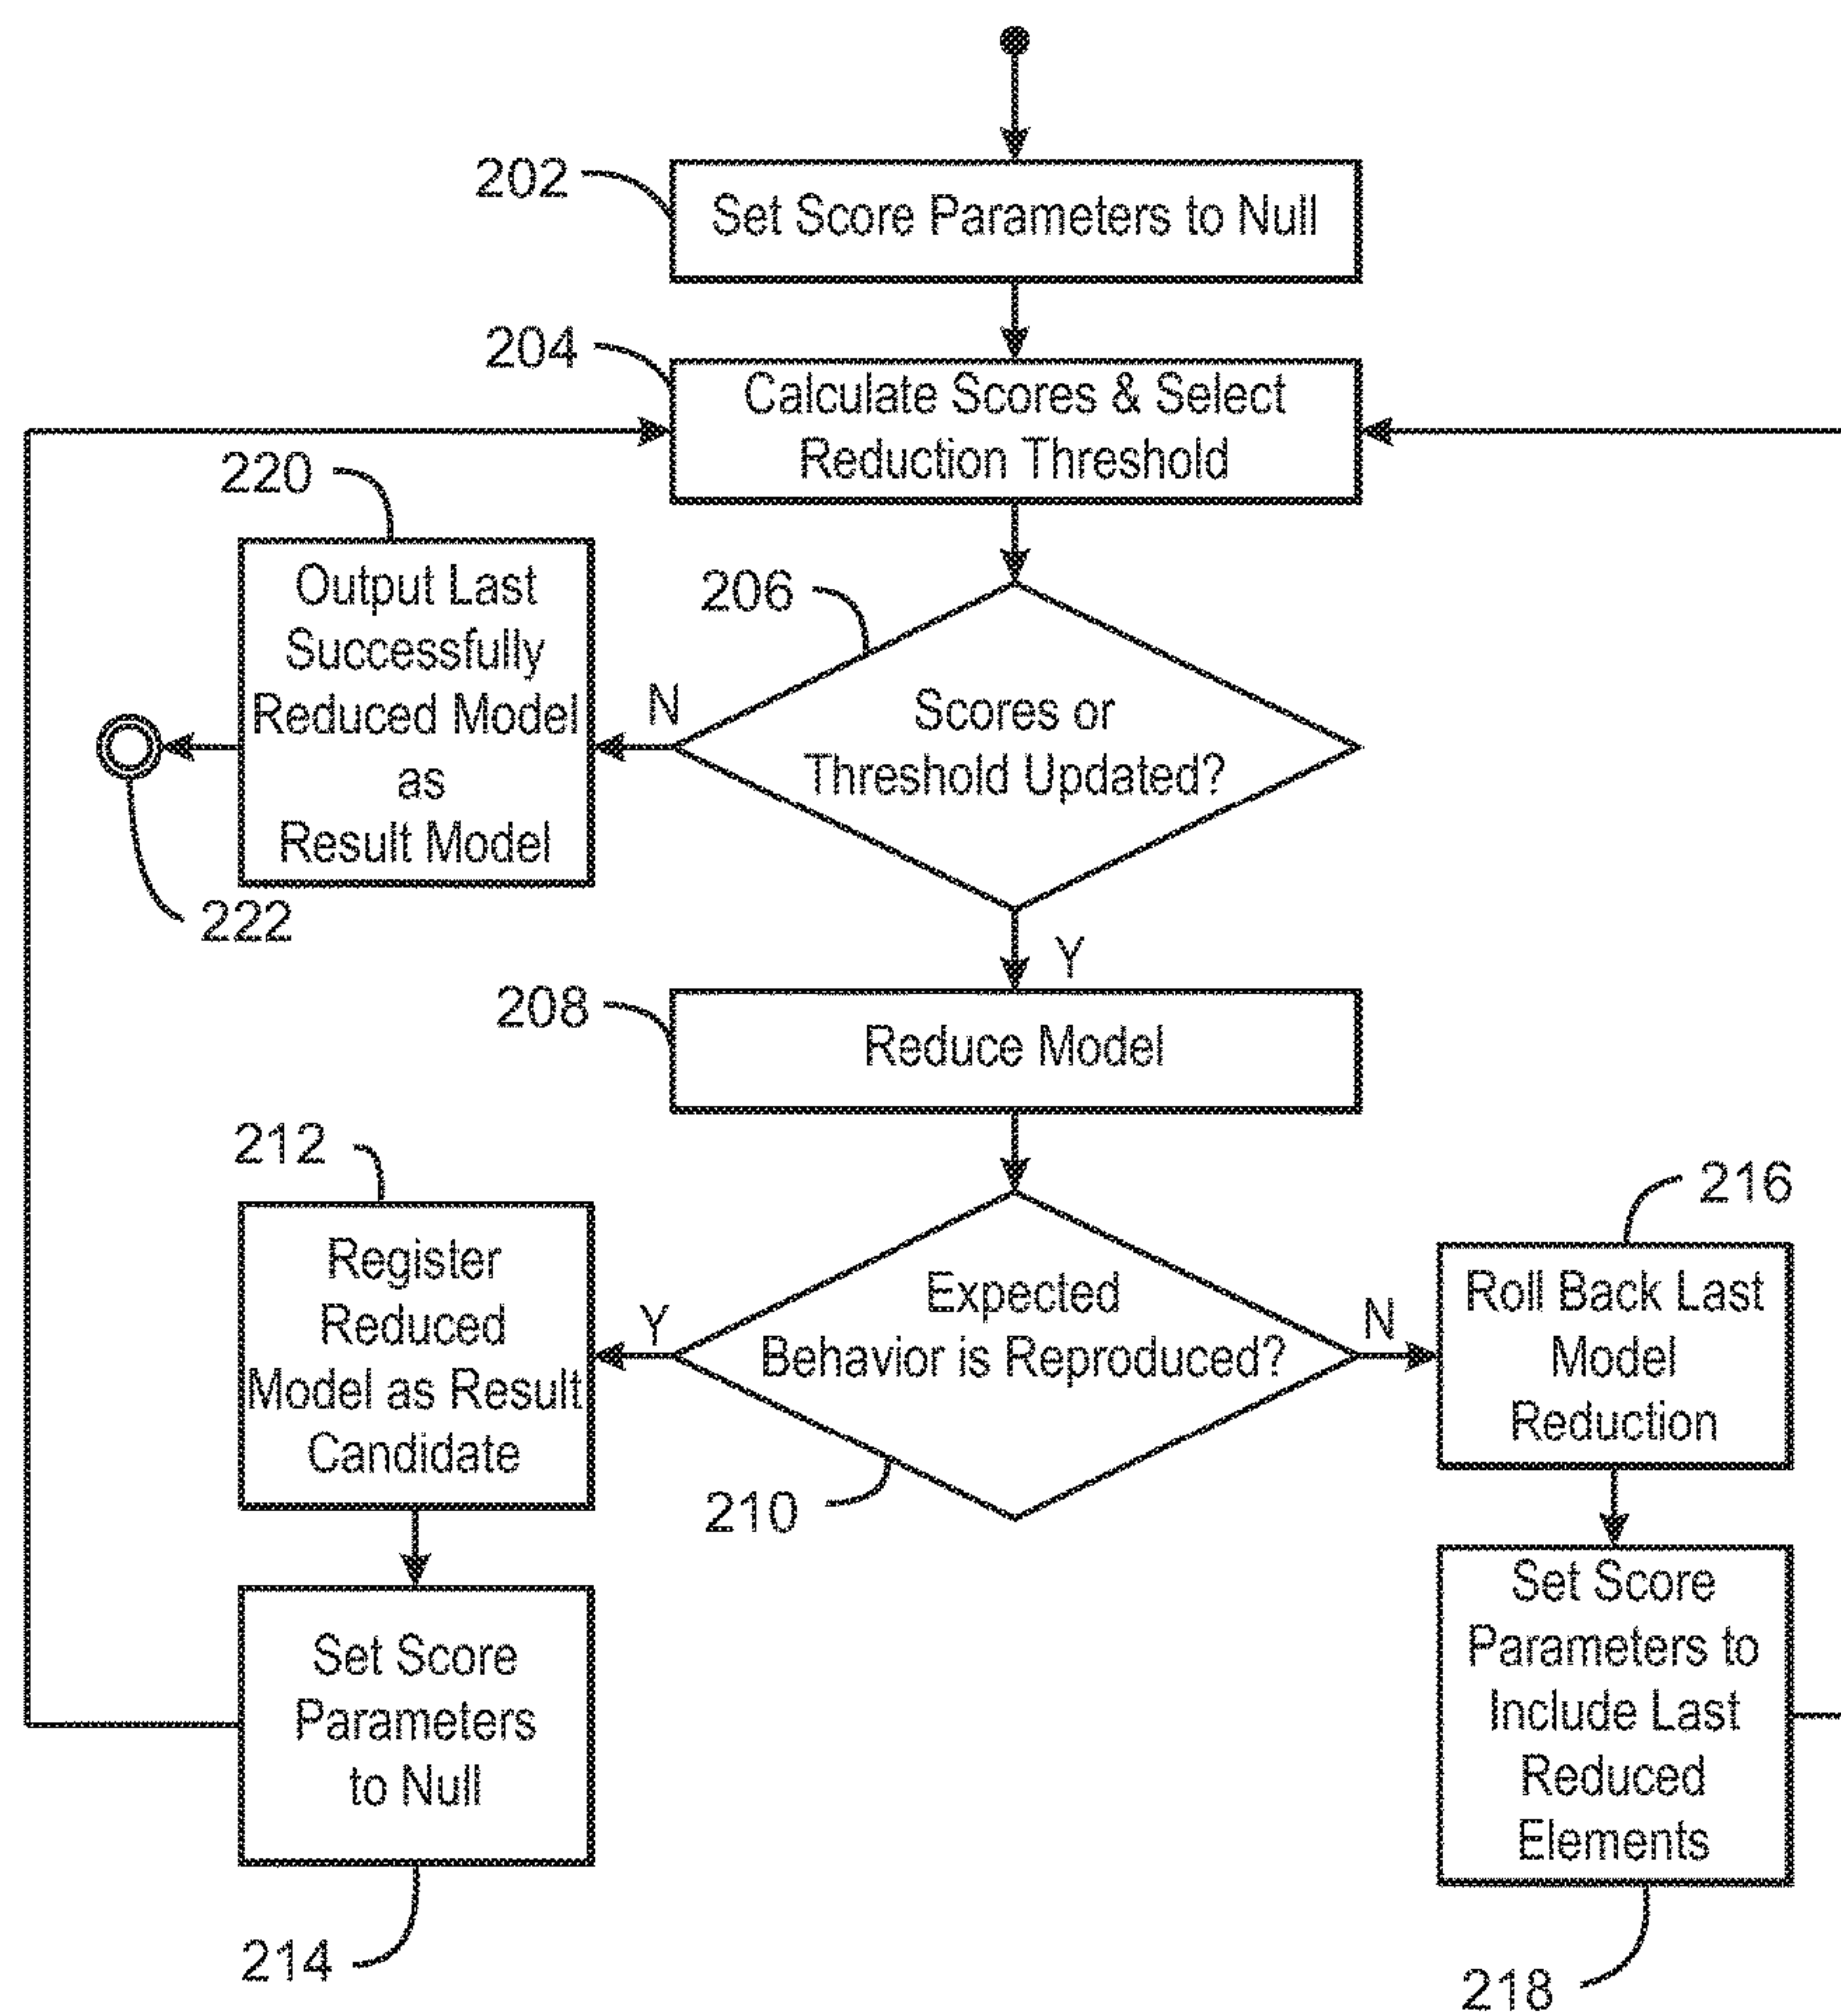 202
Set Score Parameters to Null
204
Calculate Scores & Select
Reduction Threshold
220
Output Last
Successfully
Reduced Model
as
Result Model
222
206
Scores or
Threshold Updated?
N
Y
208
Reduce Model
212
Register
Reduced
Model as Result
Candidate
Y
Expected
Behavior is Reproduced?
210
N
216
Roll Back Last
Model
Reduction
Set Score
Parameters
to Null
214
Set Score
Parameters to
Include Last
Reduced
Elements
218